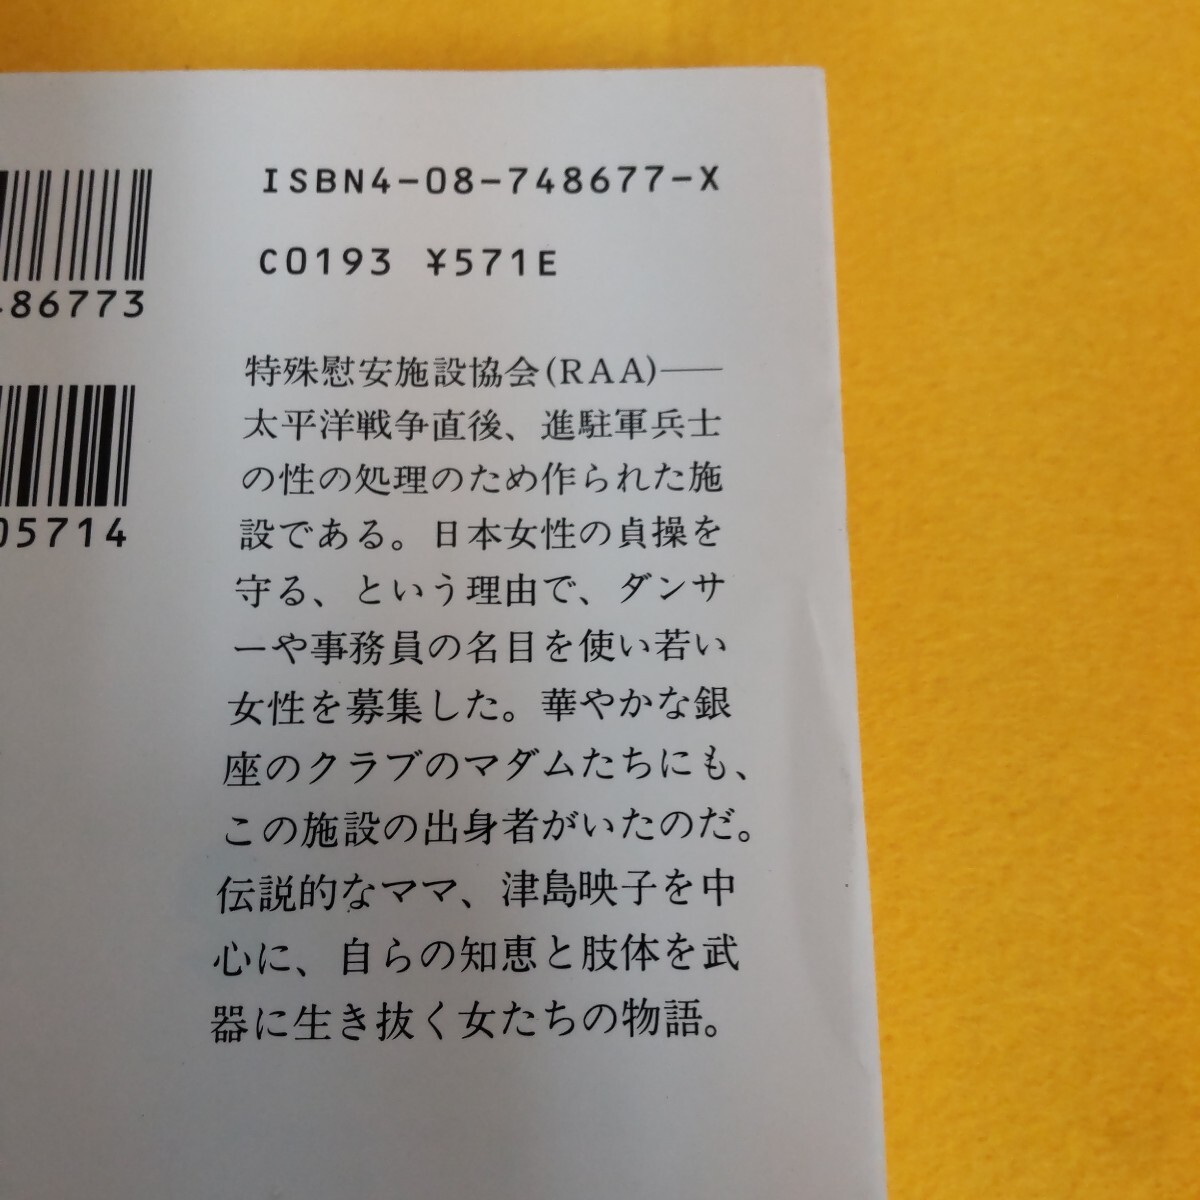 ISBN4-08-748677-X
C0193 ¥571E
486773
05714
特殊慰安施設協会(RAA)――
太平洋戦争直後、進駐軍兵士
の性の処理のため作られた施
設である。日本女性の貞操を
守る、という理由で、ダンサ
ーや事務員の名目を使い若い
女性を募集した。華やかな銀
座のクラブのマダムたちにも、
この施設の出身者がいたのだ。
伝説的なママ、津島映子を中
心に、自らの知恵と肢体を武
器に生き抜く女たちの物語。